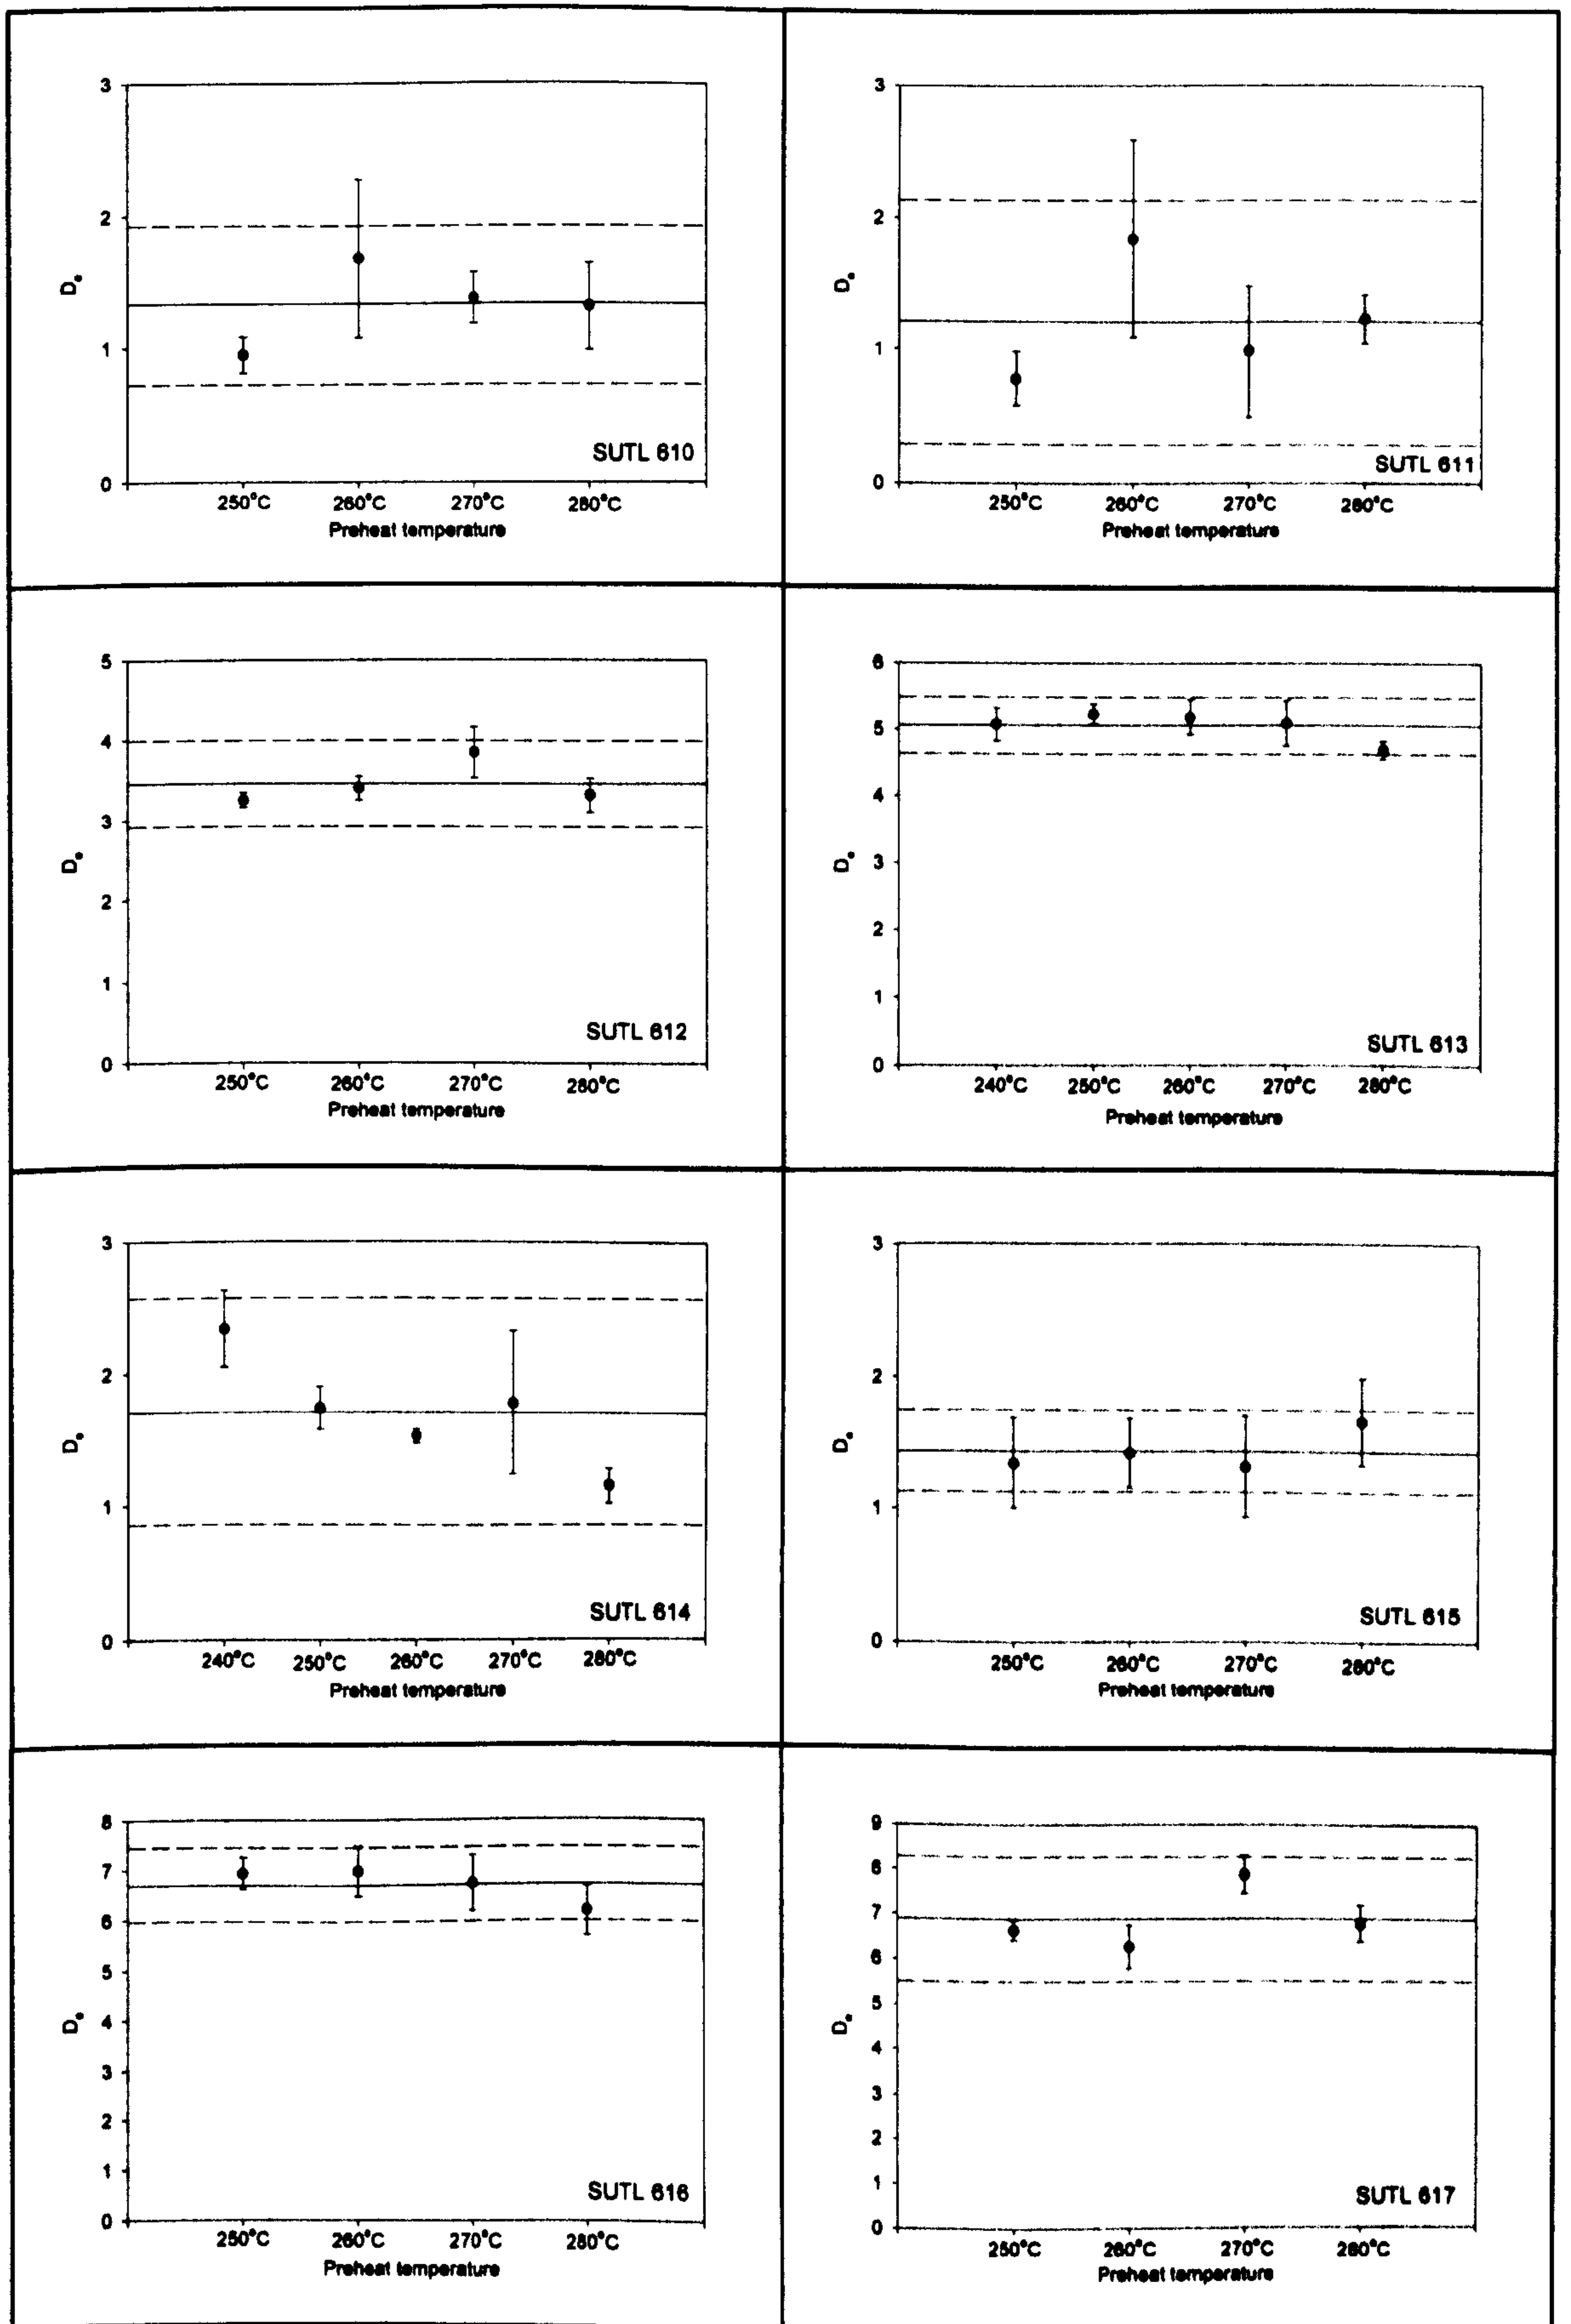 3
2
1
0
Dₑ
SUTL 610
250°C 260°C 270°C 280°C
Preheat temperature
3
2
1
0
Dₑ
SUTL 611
250°C 260°C 270°C 280°C
Preheat temperature
5
4
3
2
1
0
Dₑ
SUTL 612
250°C 260°C 270°C 280°C
Preheat temperature
6
5
4
3
2
1
0
Dₑ
SUTL 613
240°C 250°C 260°C 270°C 280°C
Preheat temperature
3
2
1
0
Dₑ
SUTL 614
240°C 250°C 260°C 270°C 280°C
Preheat temperature
3
2
1
0
Dₑ
SUTL 615
250°C 260°C 270°C 280°C
Preheat temperature
8
7
6
5
4
3
2
1
0
Dₑ
SUTL 616
250°C 260°C 270°C 280°C
Preheat temperature
9
8
7
6
5
4
3
2
1
0
Dₑ
SUTL 617
250°C 260°C 270°C 280°C
Preheat temperature